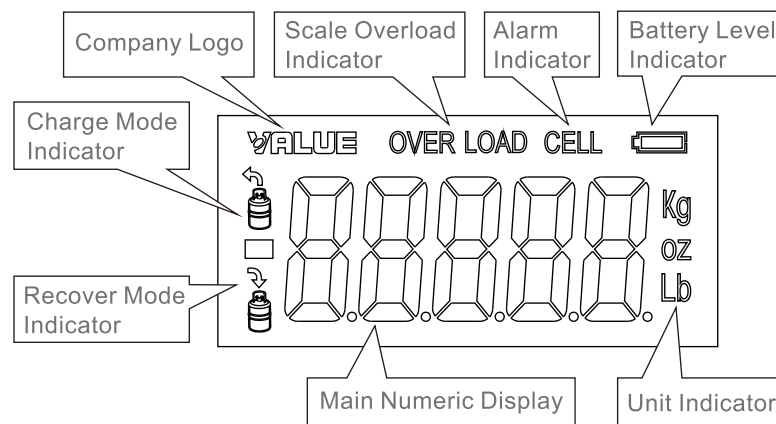 Company Logo
Scale Overload
Indicator
Alarm
Indicator
Battery Level
Indicator
Charge Mode
Indicator
VALUE OVER LOAD CELL
Kg
oz
Lb
Recover Mode
Indicator
Main Numeric Display
Unit Indicator